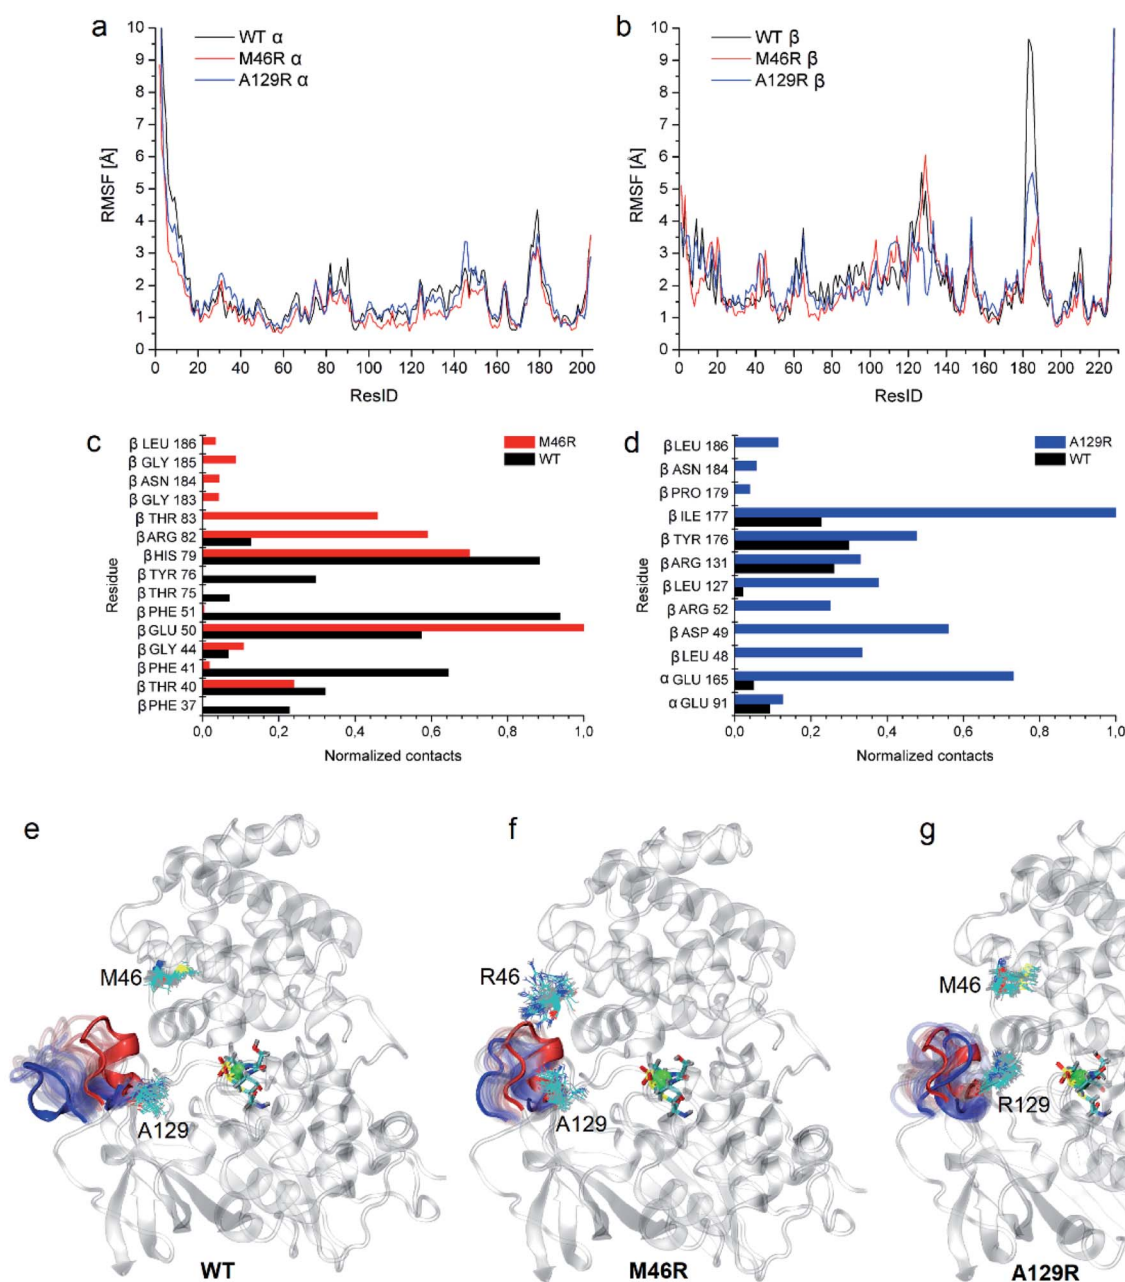 a
WT α
M46R α
A129R α
RMSF [Å]
10
9
8
7
6
5
4
3
2
1
0
0 20 40 60 80 100 120 140 160 180 200
ResID
b
WT β
M46R β
A129R β
RMSF [Å]
10
9
8
7
6
5
4
3
2
1
0
0 20 40 60 80 100 120 140 160 180 200 220
ResID
c
M46R
WT
Residue
β LEU 186
β GLY 185
β ASN 184
β GLY 183
β THR 83
β ARG 82
β HIS 79
β TYR 76
β THR 75
β PHE 51
β GLU 50
β GLY 44
β PHE 41
β THR 40
β PHE 37
0,0 0,2 0,4 0,6 0,8 1,0
Normalized contacts
d
A129R
WT
Residue
β LEU 186
β ASN 184
β PRO 179
β ILE 177
β TYR 176
β ARG 131
β LEU 127
β ARG 52
β ASP 49
β LEU 48
α GLU 165
α GLU 91
0,0 0,2 0,4 0,6 0,8 1,0
Normalized contacts
e
M46
A129
WT
f
R46
A129
M46R
g
M46
R129
A129R